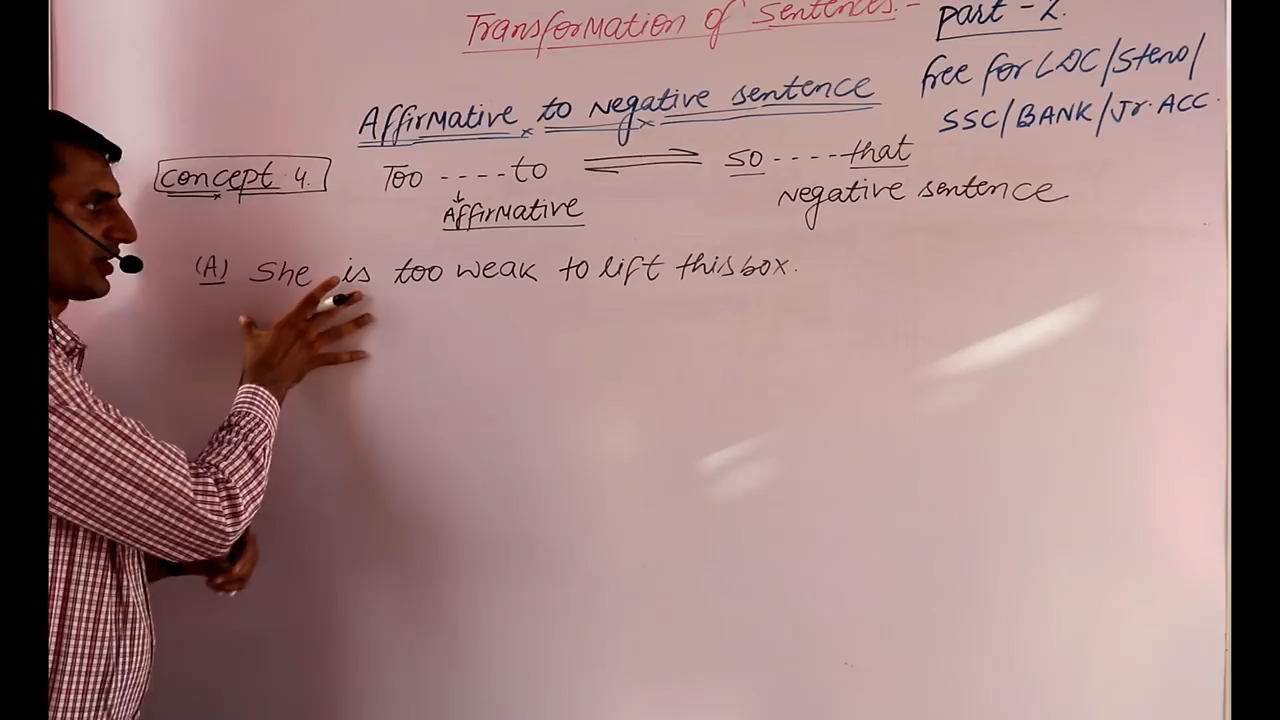 Transformation of Sentences:-
part - 2.
free for LDC/Steno/
SSC/BANK/Jr. ACC.
Affirmative to Negative sentence
concept 4.
Too ----to ⇌ so ----that
Affirmative
Negative sentence
(A) She is too weak to lift this box.